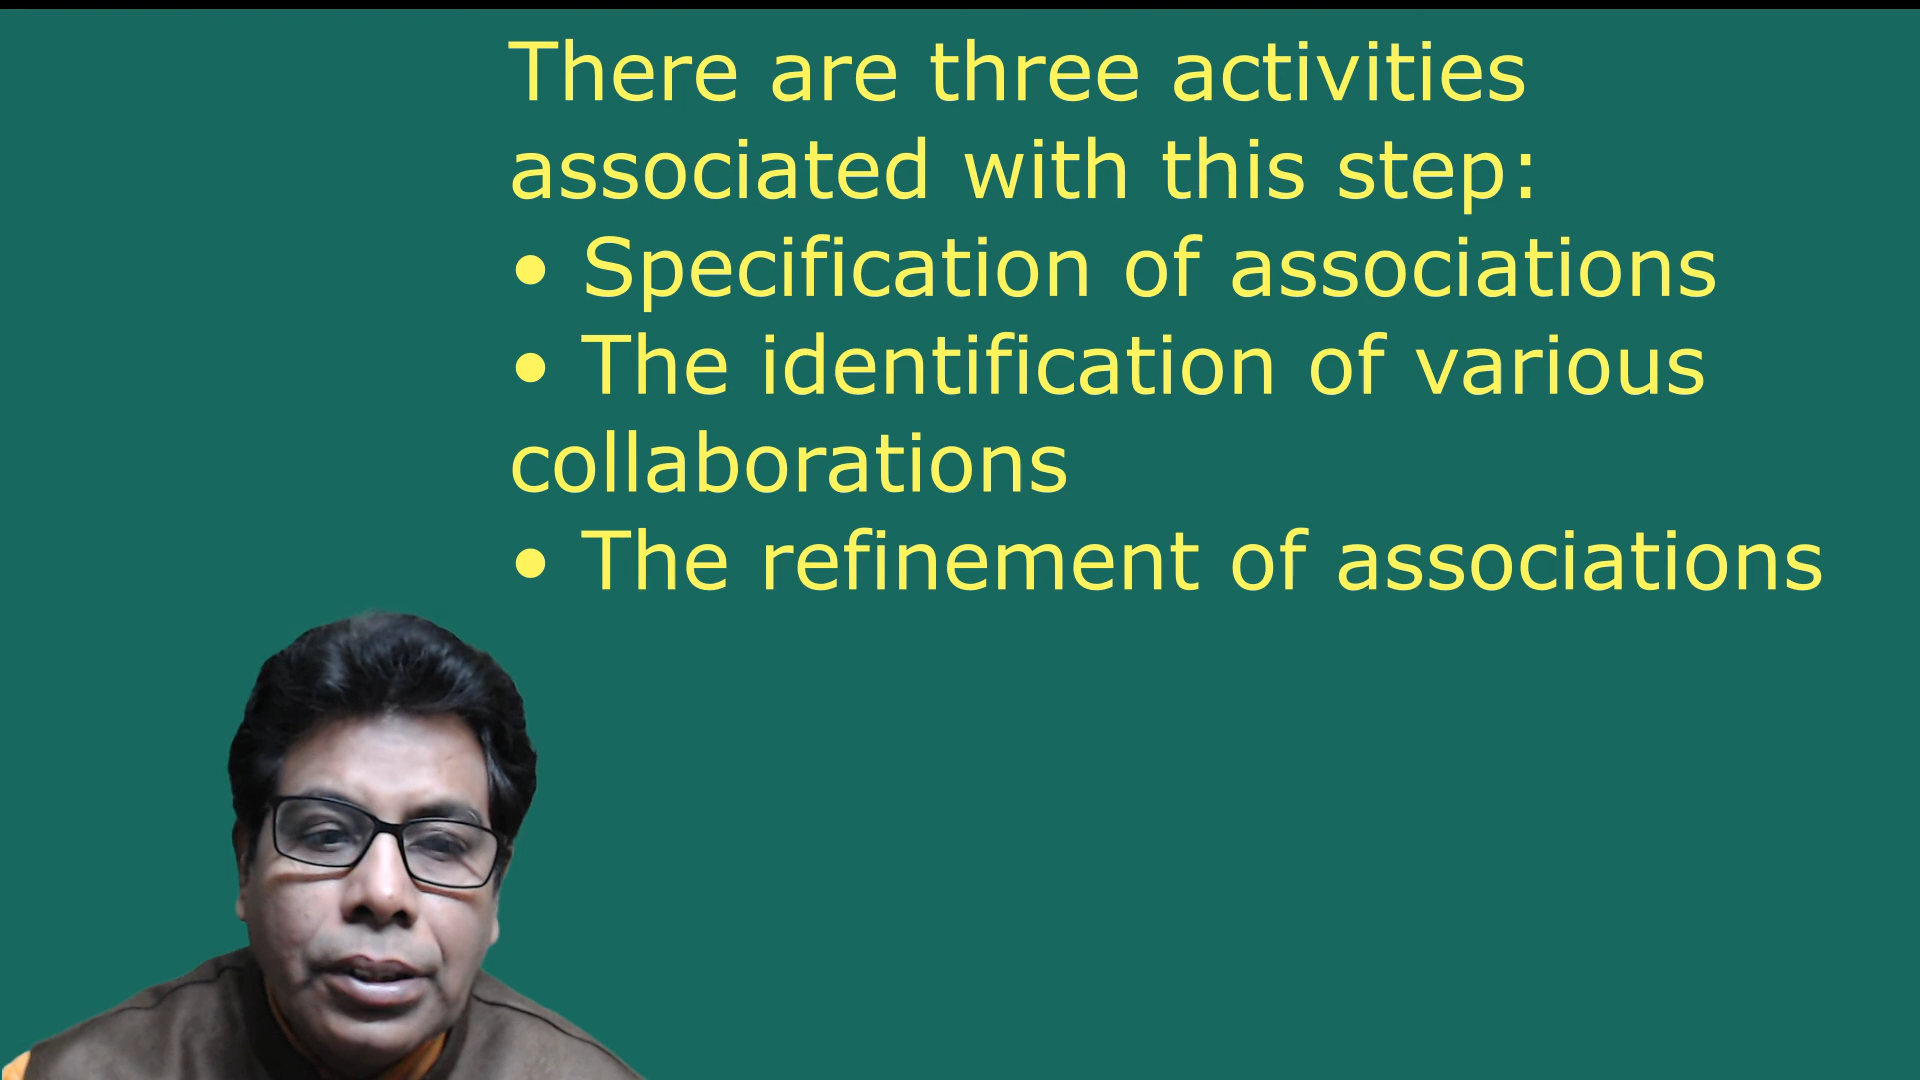 There are three activities
associated with this step:
• Specification of associations
• The identification of various
collaborations
• The refinement of associations